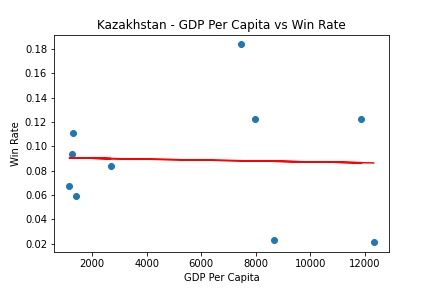 Kazakhstan - GDP Per Capita vs Win Rate
0.18
0.16
0.14
0.12
0.10
0.08
0.06
0.04
0.02
Win Rate
2000 4000 6000 8000 10000 12000
GDP Per Capita